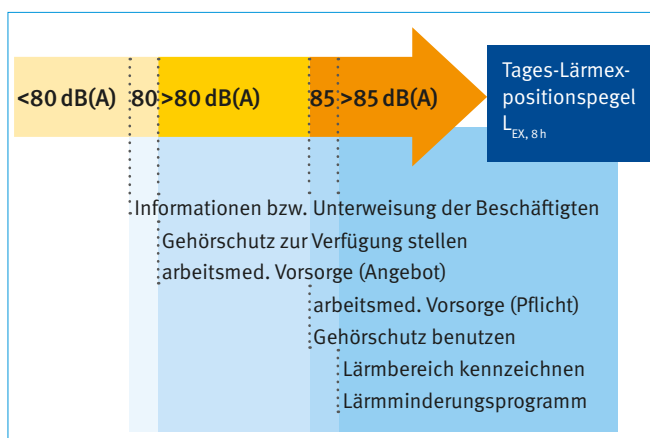 <80 dB(A) 80 >80 dB(A) 85 >85 dB(A)
Tages-Lärmex-
positionspegel
L EX, 8 h
Informationen bzw. Unterweisung der Beschäftigten
Gehörschutz zur Verfügung stellen
arbeitsmed. Vorsorge (Angebot)
arbeitsmed. Vorsorge (Pflicht)
Gehörschutz benutzen
Lärmbereich kennzeichnen
Lärmminderungsprogramm